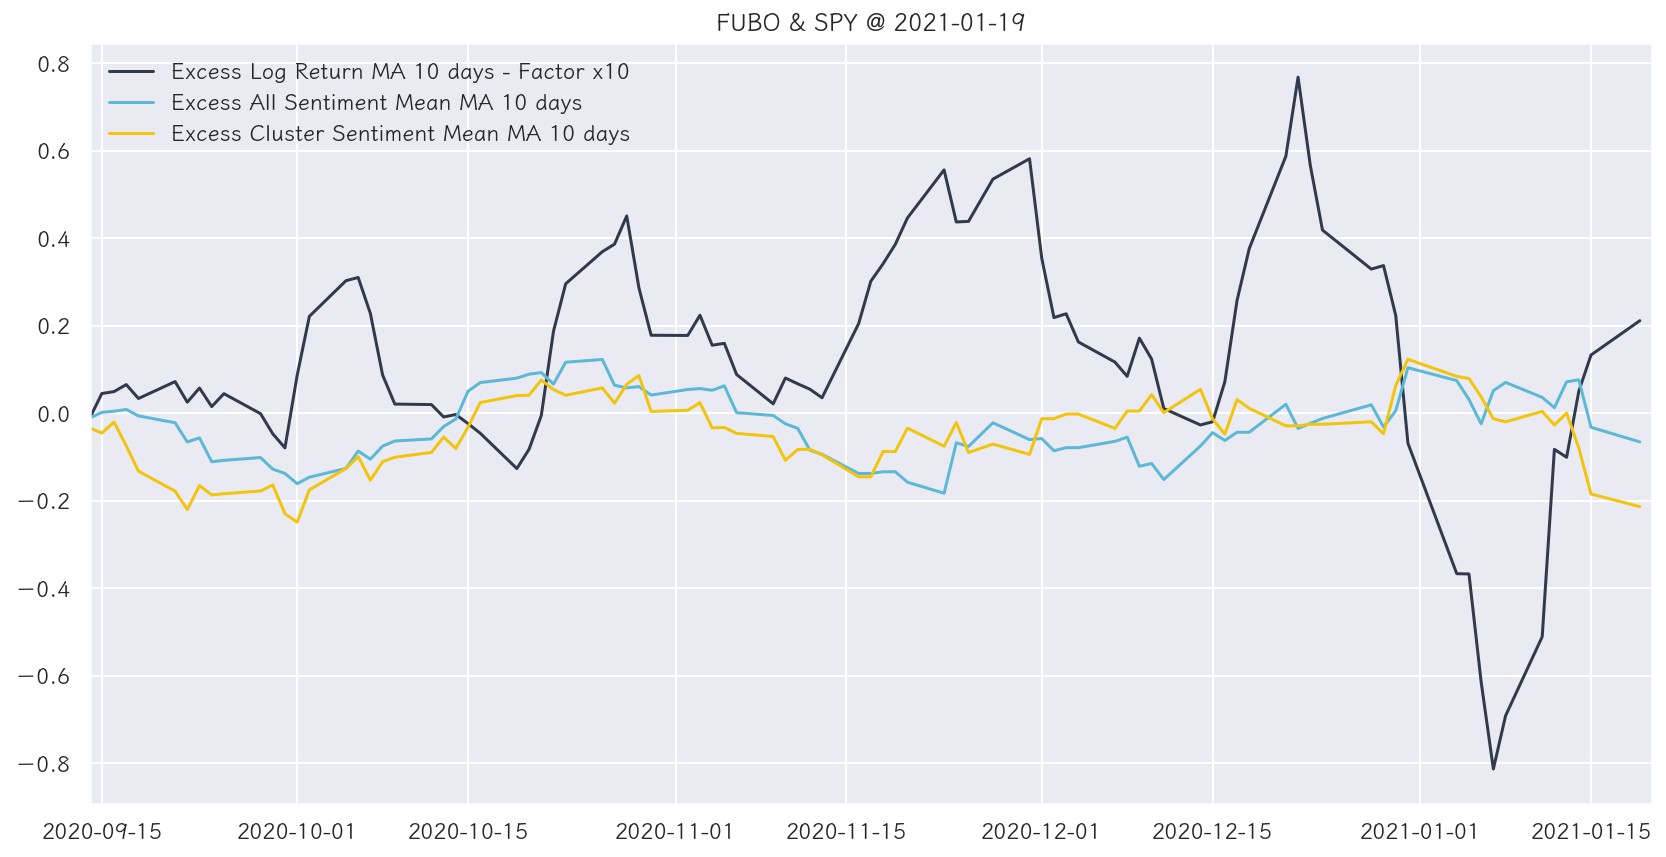 FUBO & SPY @ 2021-01-19
Excess Log Return MA 10 days - Factor x10
Excess All Sentiment Mean MA 10 days
Excess Cluster Sentiment Mean MA 10 days
0.8
0.6
0.4
0.2
0.0
−0.2
−0.4
−0.6
−0.8
2020-09-15 2020-10-01 2020-10-15 2020-11-01 2020-11-15 2020-12-01 2020-12-15 2021-01-01 2021-01-15